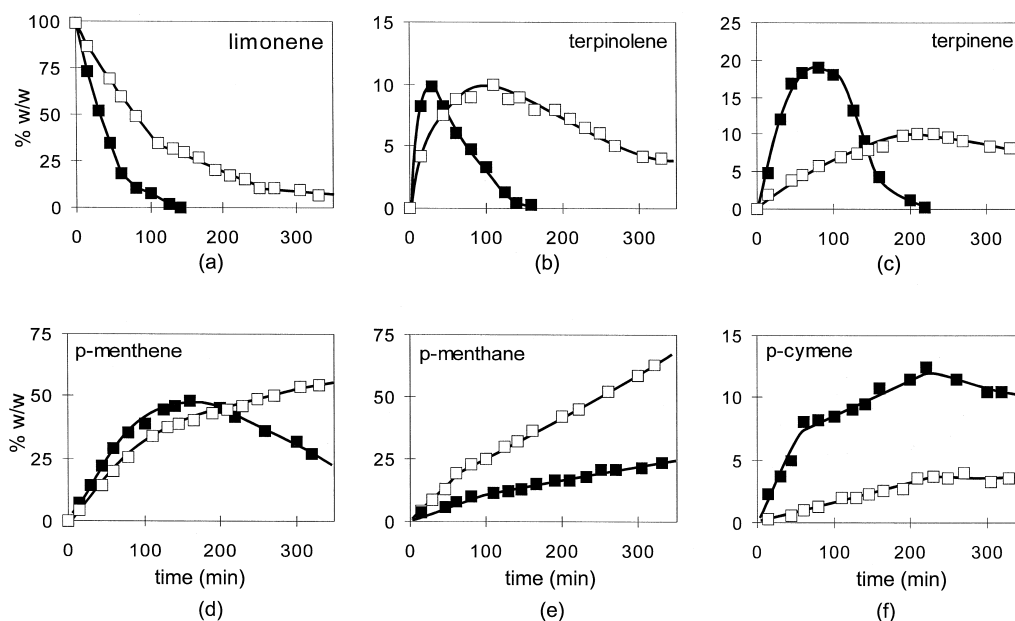 limonene
100
75
50
25
0
% w/w
0 100 200 300
(a)
terpinolene
15
10
5
0
0 100 200 300
(b)
terpinene
25
20
15
10
5
0
0 100 200 300
(c)
p-menthene
75
50
25
0
% w/w
0 100 200 300
time (min)
(d)
p-menthane
75
50
25
0
0 100 200 300
time (min)
(e)
p-cymene
15
10
5
0
0 100 200 300
time (min)
(f)